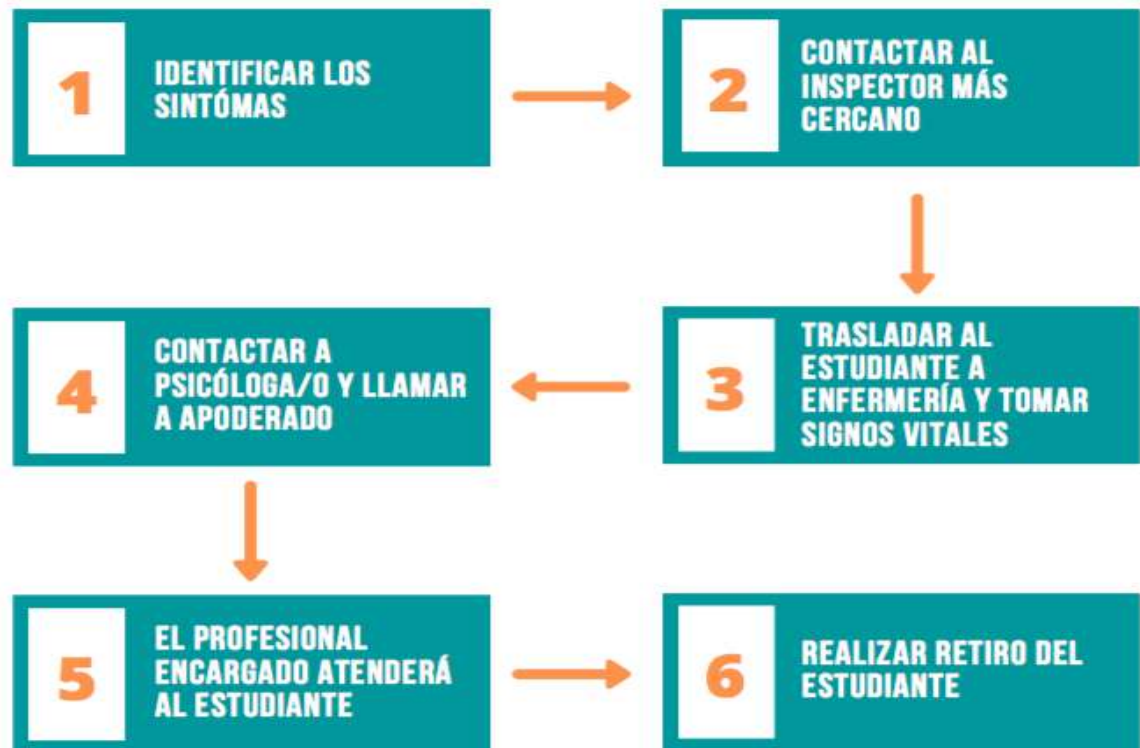 1
IDENTIFICAR LOS
SINTÓMAS
2
CONTACTAR AL
INSPECTOR MÁS
CERCANO
3
TRASLADAR AL
ESTUDIANTE A
ENFERMERÍA Y TOMAR
SIGNOS VITALES
4
CONTACTAR A
PSICÓLOGA/O Y LLAMAR
A APODERADO
5
EL PROFESIONAL
ENCARGADO ATENDERÁ
AL ESTUDIANTE
6
REALIZAR RETIRO DEL
ESTUDIANTE